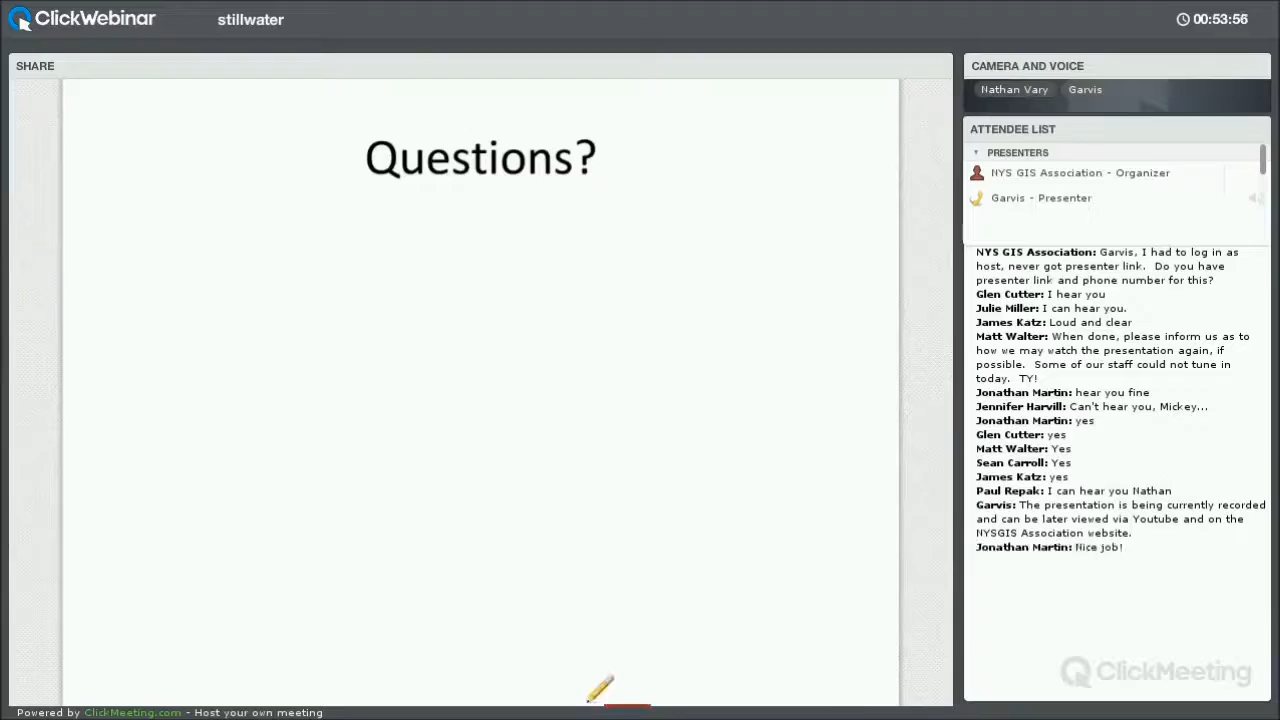 ClickWebinar
stillwater
00:53:56
SHARE
Questions?
CAMERA AND VOICE
Nathan Vary
Garvis
ATTENDEE LIST
PRESENTERS
NYS GIS Association - Organizer
Garvis - Presenter
NYS GIS Association: Garvis, I had to log in as
host, never got presenter link. Do you have
presenter link and phone number for this?
Glen Cutter: I hear you
Julie Miller: I can hear you.
James Katz: Loud and clear
Matt Walter: When done, please inform us as to
how we may watch the presentation again, if
possible. Some of our staff could not tune in
today. TY!
Jonathan Martin: hear you fine
Jennifer Harvill: Can't hear you, Mickey...
Jonathan Martin: yes
Glen Cutter: yes
Matt Walter: Yes
Sean Carroll: Yes
James Katz: yes
Paul Repak: I can hear you Nathan
Garvis: The presentation is being currently recorded
and can be later viewed via Youtube and on the
NYSGIS Association website.
Jonathan Martin: Nice job!
ClickMeeting
Powered by ClickMeeting.com - Host your own meeting